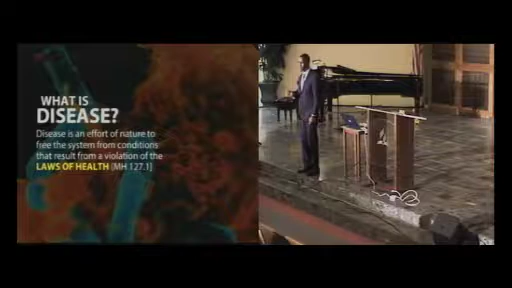 WHAT IS
DISEASE?
Disease is an effort of nature to
free the system from conditions
that result from a violation of the
LAWS OF HEALTH [MH 127.1]